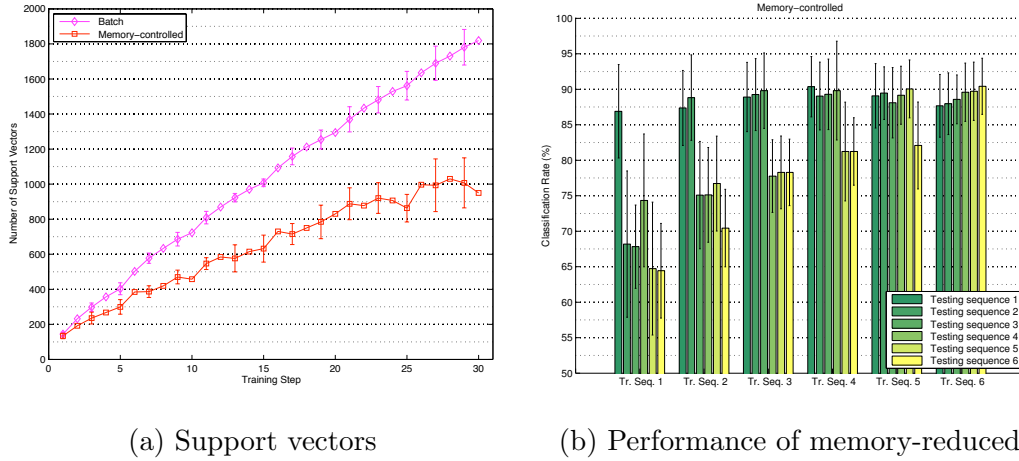 Batch
Memory-controlled
2000
1800
1600
1400
1200
1000
800
600
400
200
0
Number of Support Vectors
0
5
10
15
20
25
30
Training Step
(a) Support vectors
Memory-controlled
100
95
90
85
80
75
70
65
60
55
50
Classification Rate (%)
Testing sequence 1
Testing sequence 2
Testing sequence 3
Testing sequence 4
Testing sequence 5
Testing sequence 6
Tr. Seq. 1
Tr. Seq. 2
Tr. Seq. 3
Tr. Seq. 4
Tr. Seq. 5
Tr. Seq. 6
(b) Performance of memory-reduced